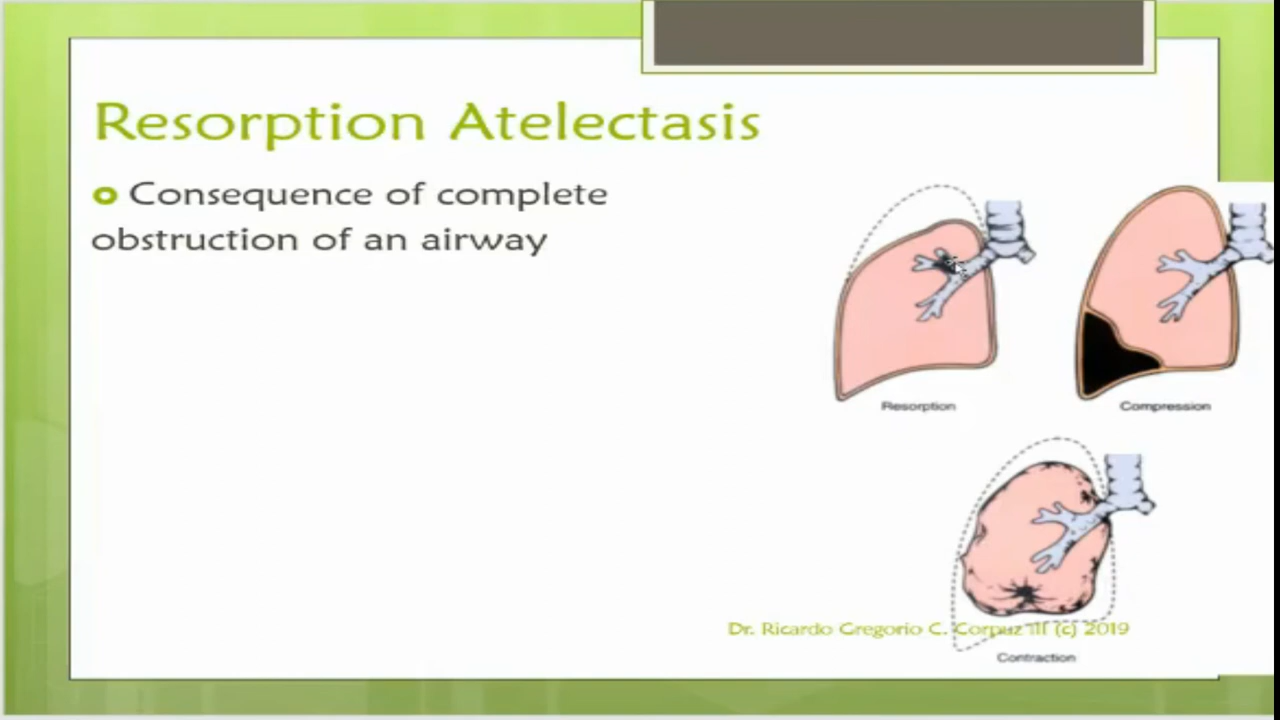 Resorption Atelectasis
Consequence of complete
obstruction of an airway
Resorption
Compression
Dr. Ricardo Gregorio C. Corpuz III (c) 2019
Contraction